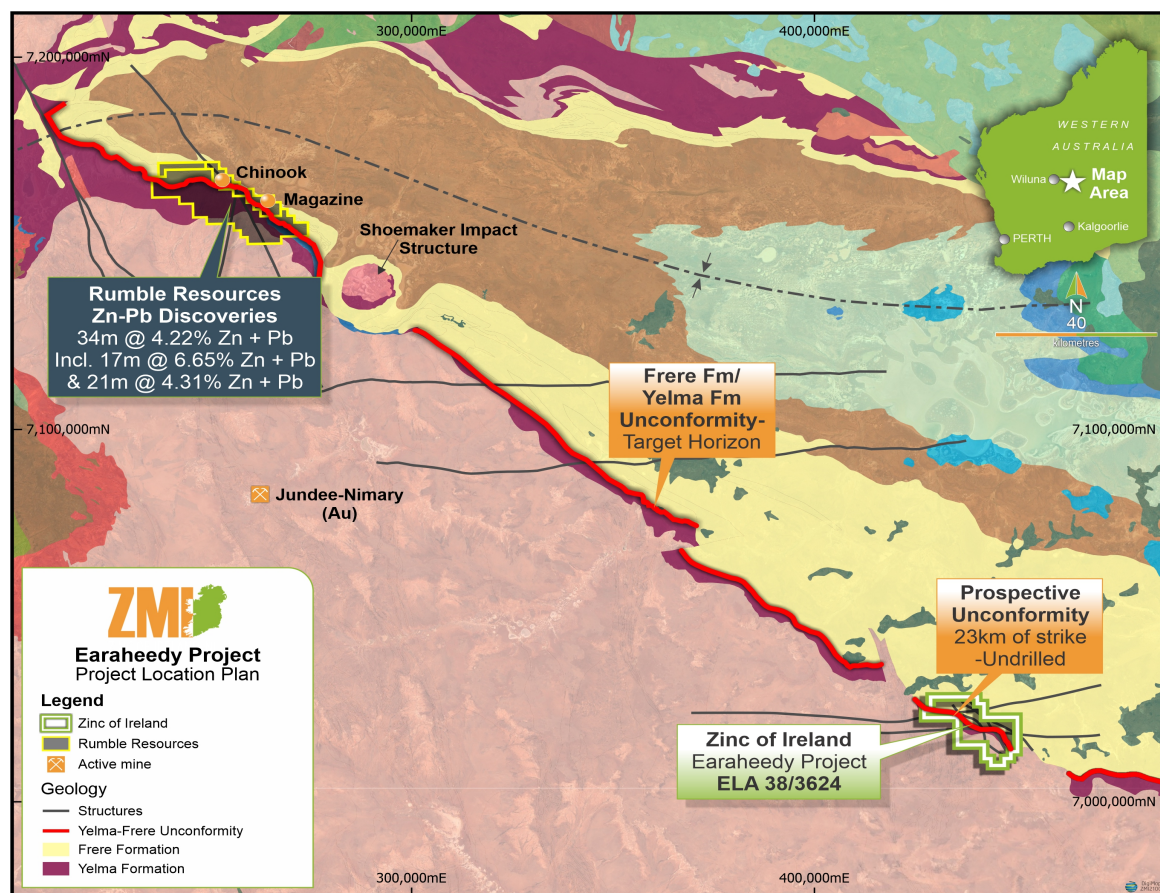 300,000mE
400,000mE
7,200,000mN
WESTERN
AUSTRALIA
Wiluna
Map
Area
Kalgoorlie
PERTH
N
40
kilometres
Chinook
Magazine
Shoemaker Impact
Structure
Rumble Resources
Zn-Pb Discoveries
34m @ 4.22% Zn + Pb
Incl. 17m @ 6.65% Zn + Pb
& 21m @ 4.31% Zn + Pb
Frere Fm/
Yelma Fm
Unconformity-
Target Horizon
7,100,000mN
7,100,000mN
Jundee-Nimary
(Au)
Prospective
Unconformity
23km of strike
-Undrilled
Zinc of Ireland
Earaheedy Project
ELA 38/3624
7,000,000mN
ZMI
Earaheedy Project
Project Location Plan
Legend
Zinc of Ireland
Rumble Resources
Active mine
Geology
Structures
Yelma-Frere Unconformity
Frere Formation
Yelma Formation
300,000mE
400,000mE